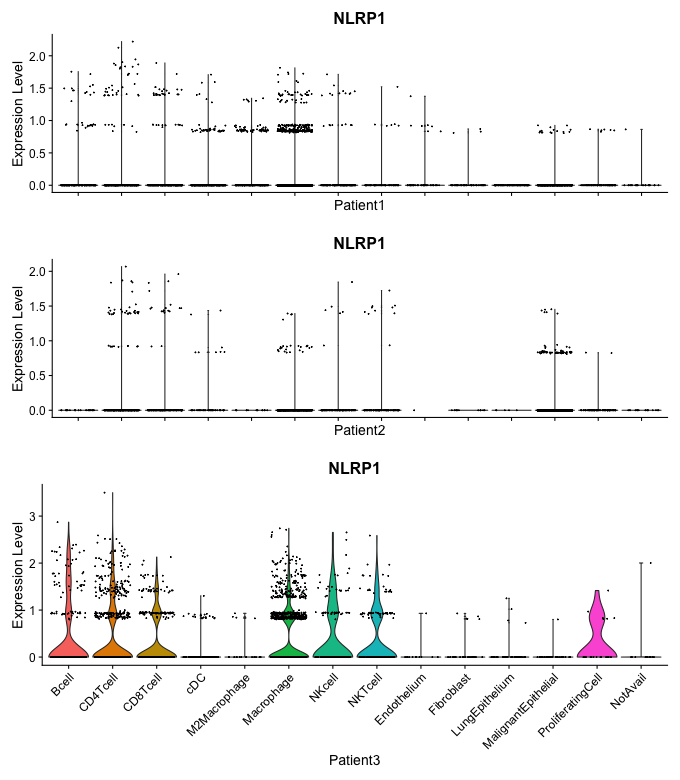 NLRP1
Expression Level
2.0
1.5
1.0
0.5
0.0
Patient1
NLRP1
Expression Level
2.0
1.5
1.0
0.5
0.0
Patient2
NLRP1
Expression Level
3
2
1
0
Bcell
CD4Tcell
CD8Tcell
cDC
M2Macrophage
Macrophage
NKcell
NKTcell
Endothelium
Fibroblast
LungEpithelium
MalignantEpithelial
ProliferatingCell
NotAvail
Patient3